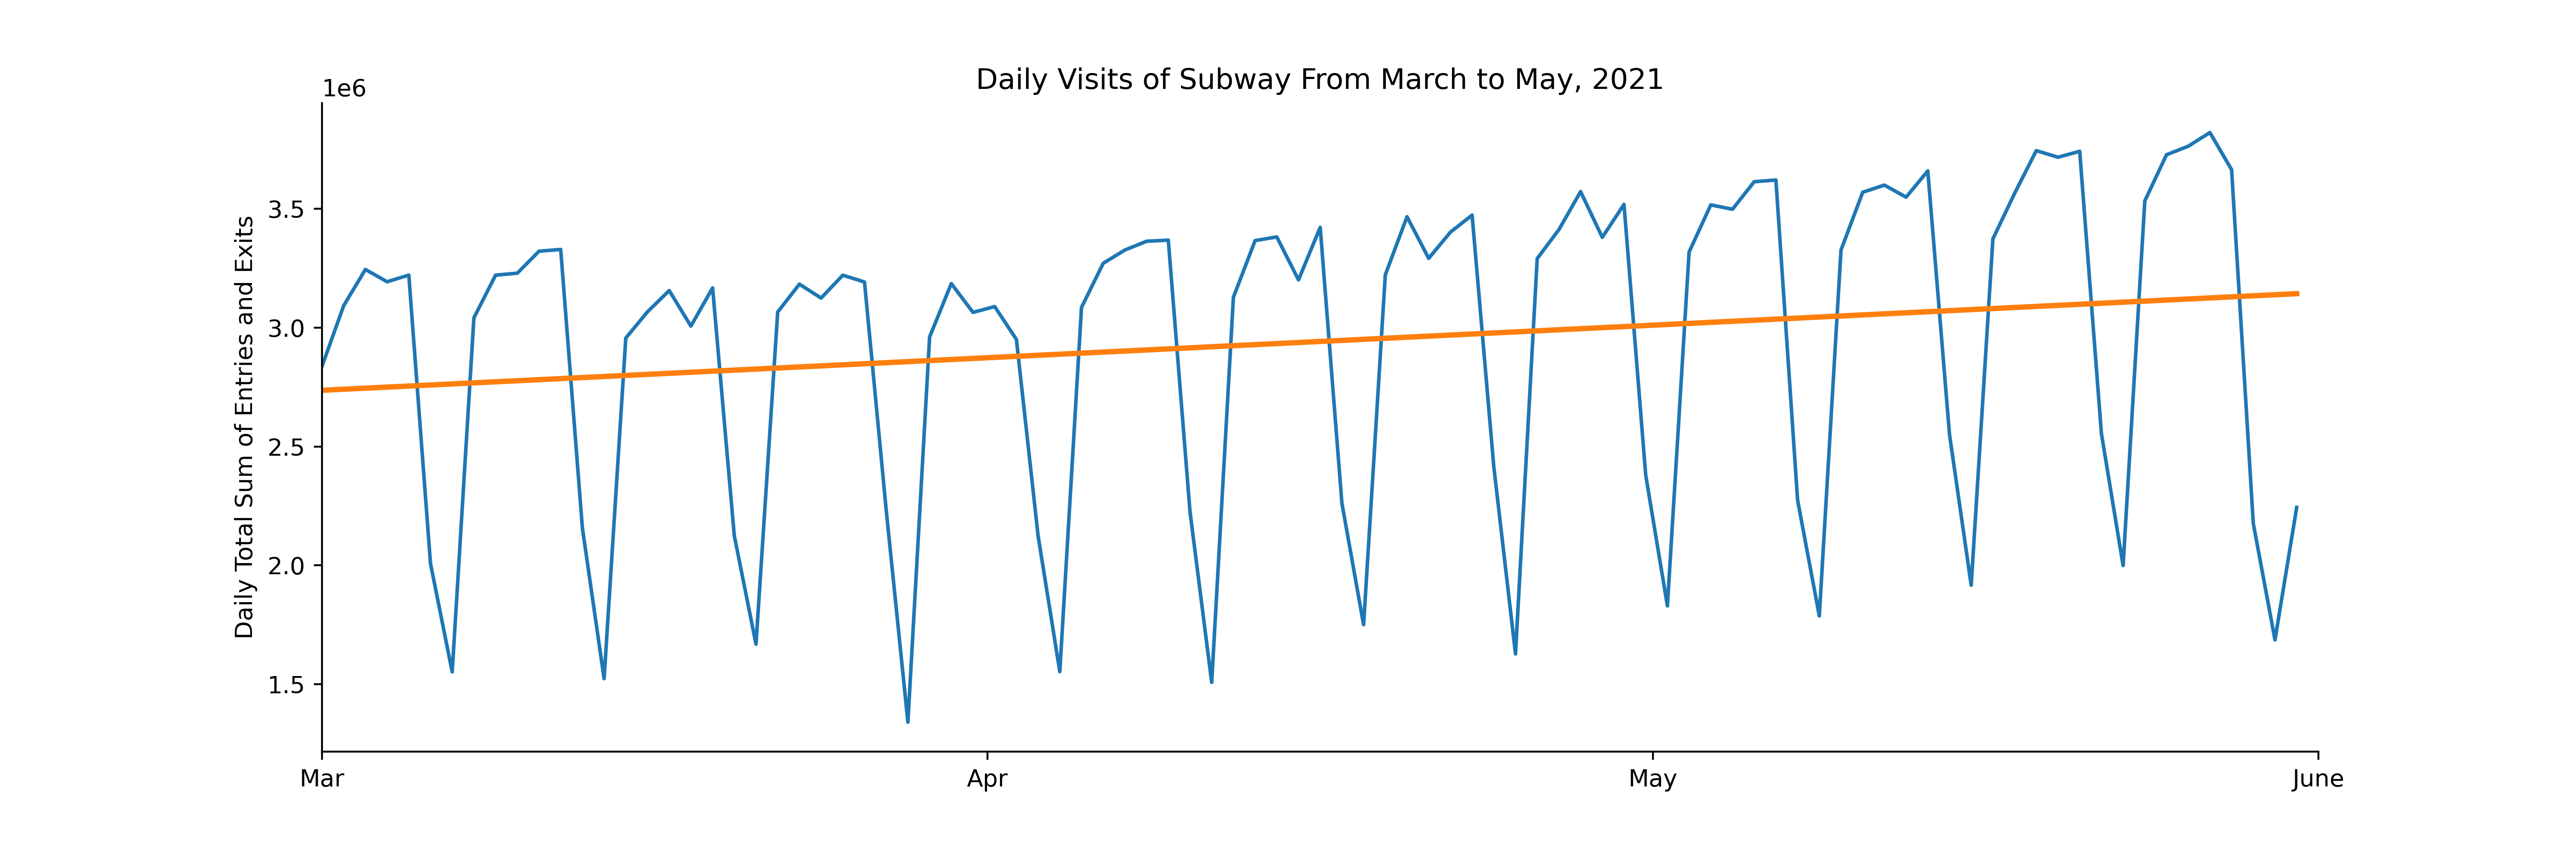 Daily Visits of Subway From March to May, 2021
1e6
Daily Total Sum of Entries and Exits
3.5
3.0
2.5
2.0
1.5
Mar
Apr
May
June